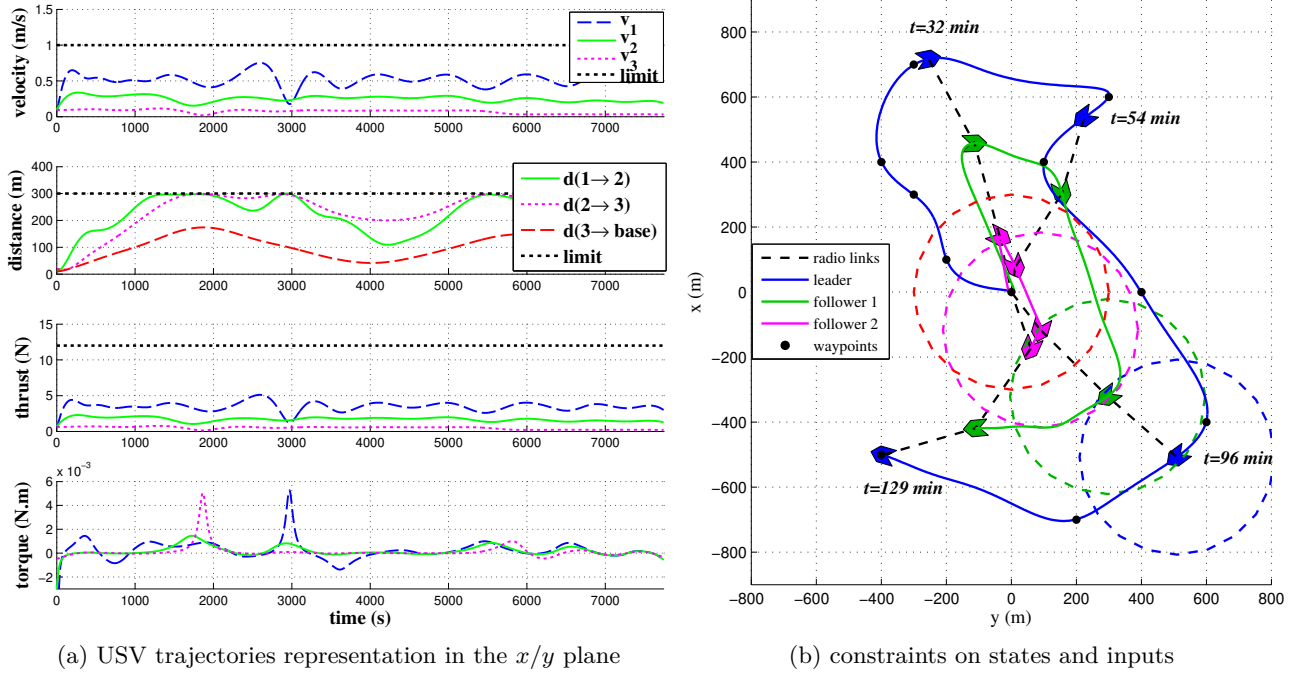 1.5
1
0.5
0
velocity (m/s)
0 1000 2000 3000 4000 5000 6000 7000
v1
v2
v3
limit
400
300
200
100
0
distance (m)
0 1000 2000 3000 4000 5000 6000 7000
d(1→2)
d(2→3)
d(3→base)
limit
15
10
5
0
thrust (N)
0 1000 2000 3000 4000 5000 6000 7000
x 10⁻³
6
4
2
0
−2
torque (N.m)
0 1000 2000 3000 4000 5000 6000 7000
time (s)
(a) USV trajectories representation in the x/y plane
800
600
400
200
0
−200
−400
−600
−800
x (m)
t=32 min
t=54 min
t=96 min
t=129 min
radio links
leader
follower 1
follower 2
waypoints
−800 −600 −400 −200 0 200 400 600 800
y (m)
(b) constraints on states and inputs